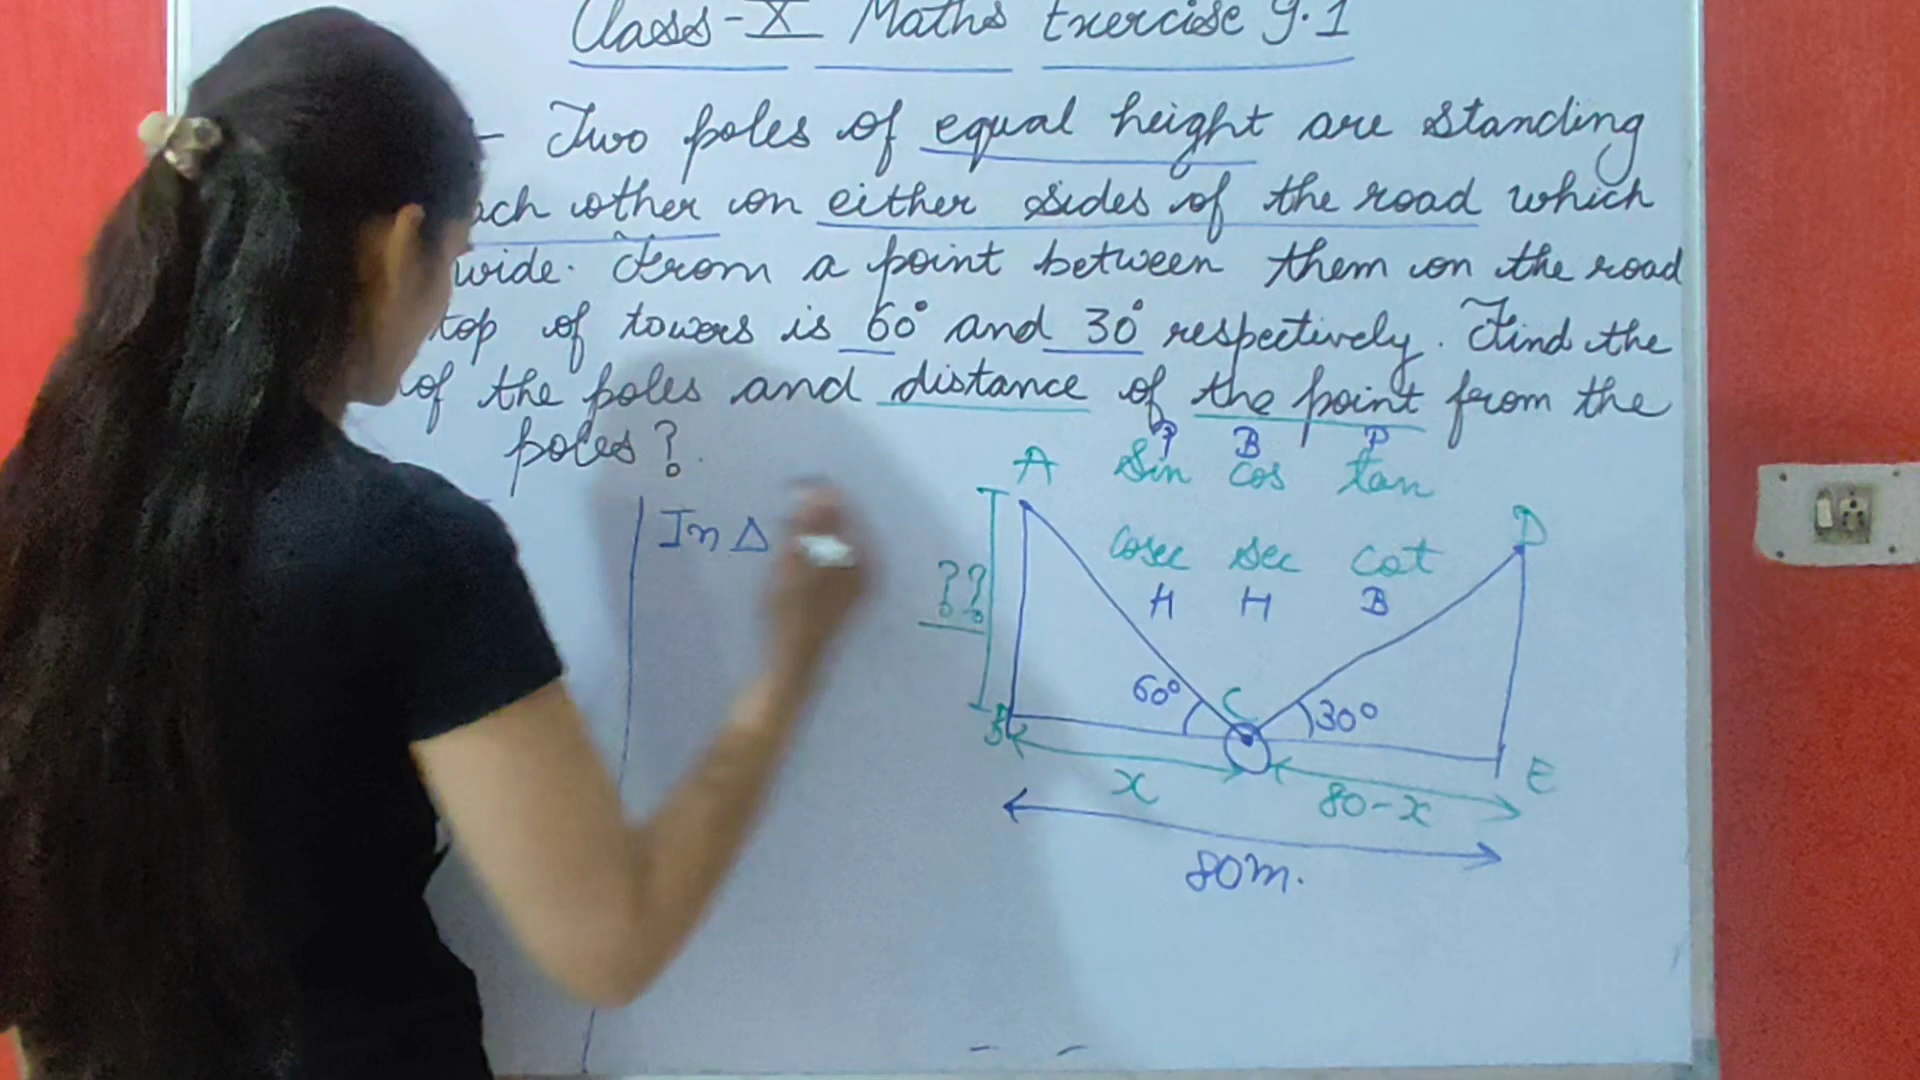 Class-X Maths Exercise 9.1
- Two poles of equal height are standing
ach other on either sides of the road which
wide. From a point between them on the road
top of towers is 60° and 30° respectively. Find the
of the poles and distance of the point from the
poles?
P B P
A Sin cos tan
In Δ
D
cosec sec cot
??
H H B
60° C 30°
B
E
x 80-x
80m.